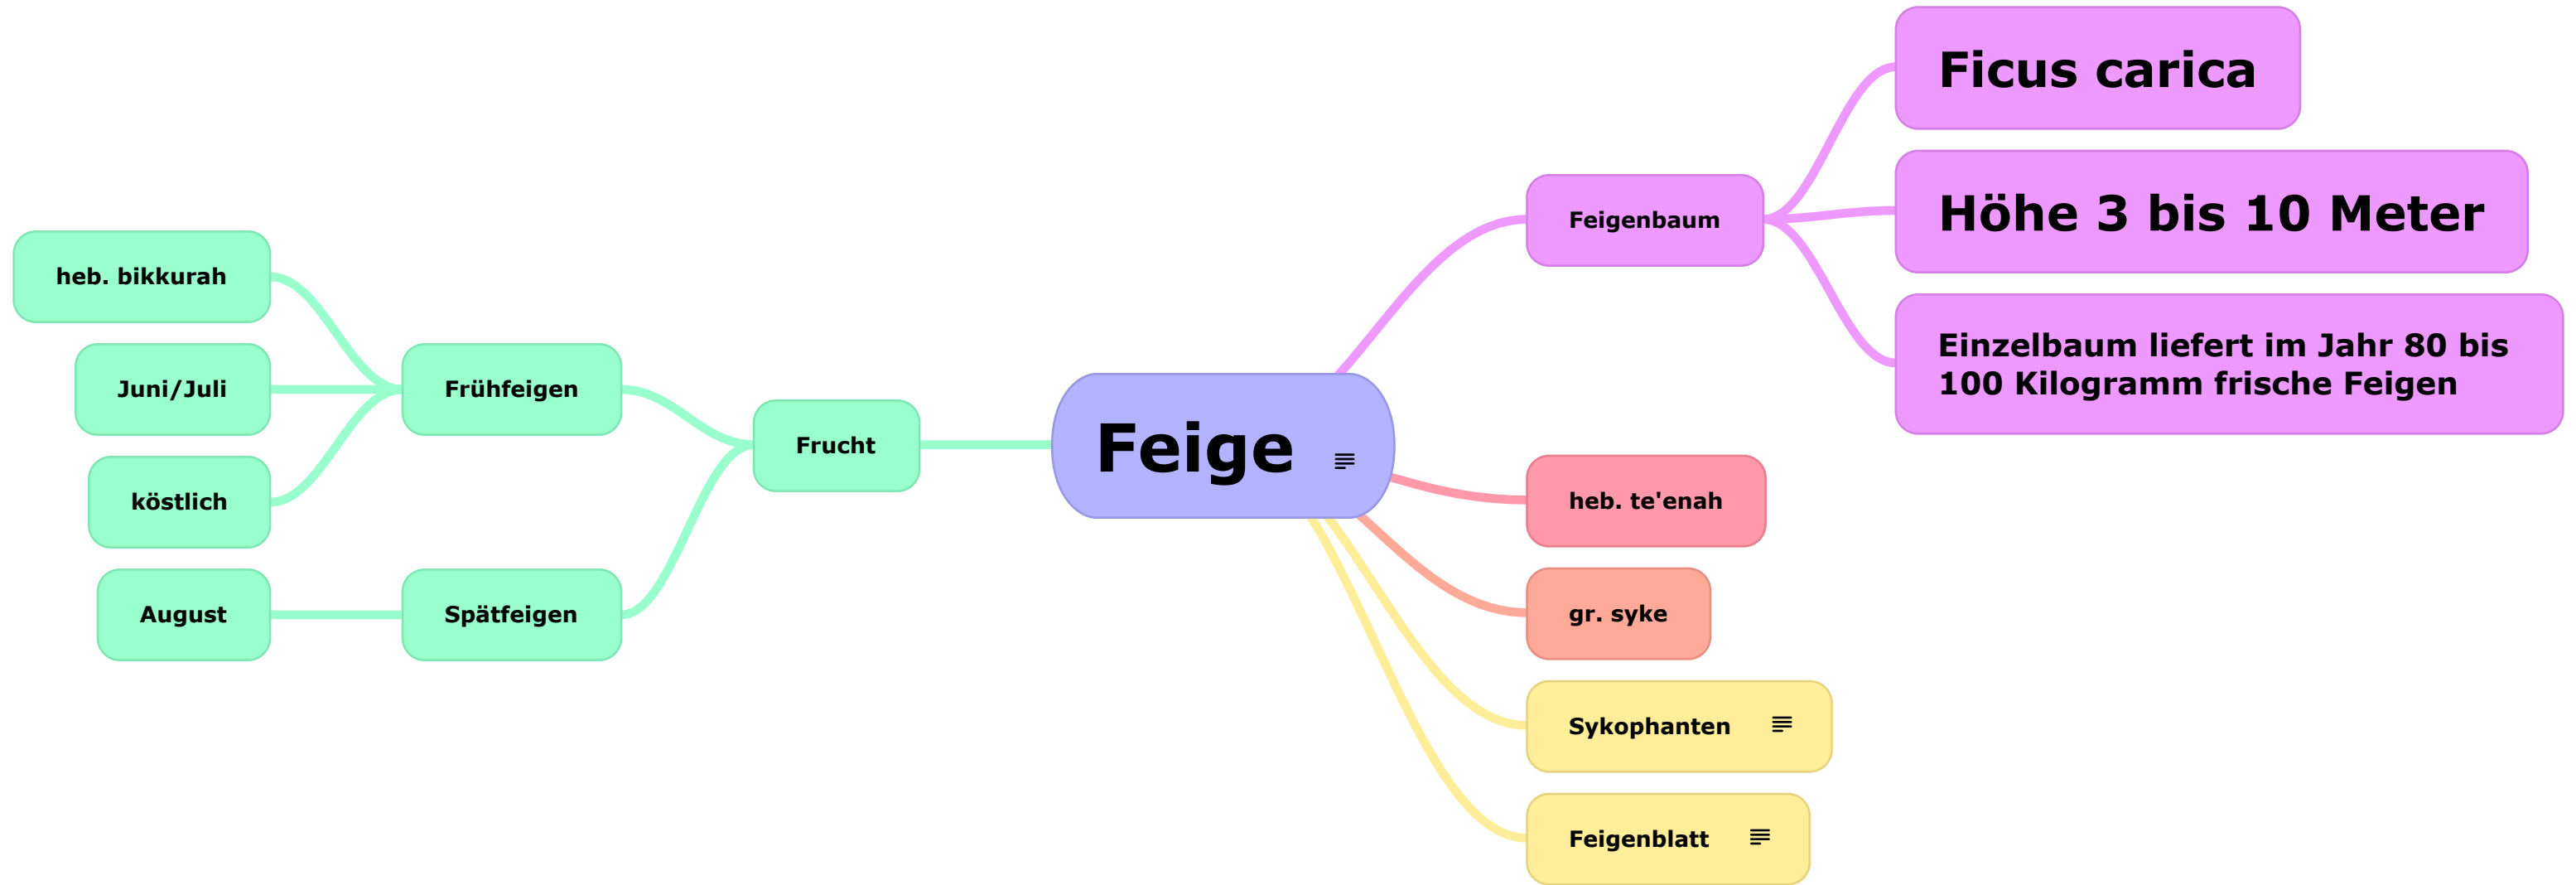 Feige
Feigenbaum
Ficus carica
Höhe 3 bis 10 Meter
Einzelbaum liefert im Jahr 80 bis
100 Kilogramm frische Feigen
heb. te'enah
gr. syke
Sykophanten
Feigenblatt
Frucht
Frühfeigen
heb. bikkurah
Juni/Juli
köstlich
Spätfeigen
August